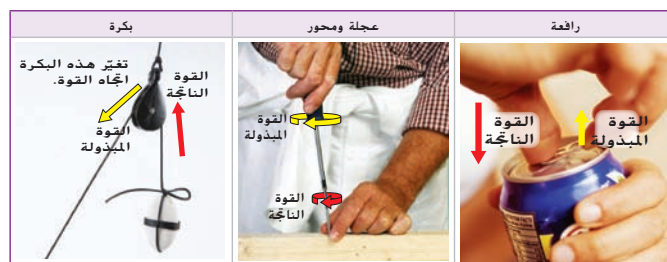 رافعة
عجلة ومحور
بكرة
القوة
المبذولة
القوة
الناتجة
القوة
المبذولة
القوة
الناتجة
تغيّر هذه البكرة
اتجاه القوة.
القوة
الناتجة
القوة
المبذولة